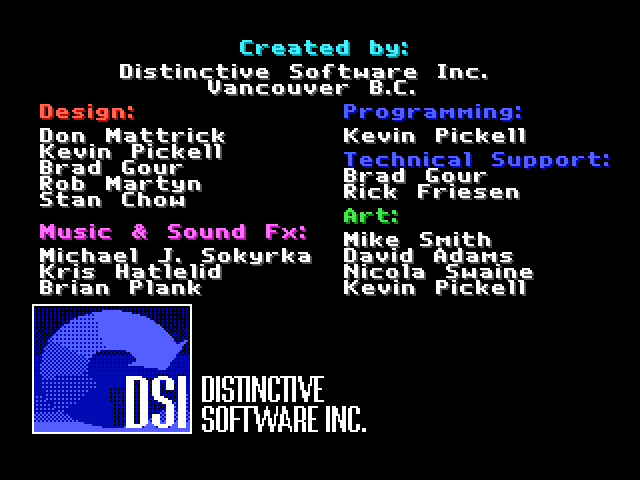 Created by:
Distinctive Software Inc.
Vancouver B.C.
Design:
Don Mattrick
Kevin Pickell
Brad Gour
Rob Martyn
Stan Chow
Music & Sound Fx:
Michael J. Sokyrka
Kris Hatlelid
Brian Plank
Programming:
Kevin Pickell
Technical Support:
Brad Gour
Rick Friesen
Art:
Mike Smith
David Adams
Nicola Swaine
Kevin Pickell
DSI
DISTINCTIVE
SOFTWARE INC.